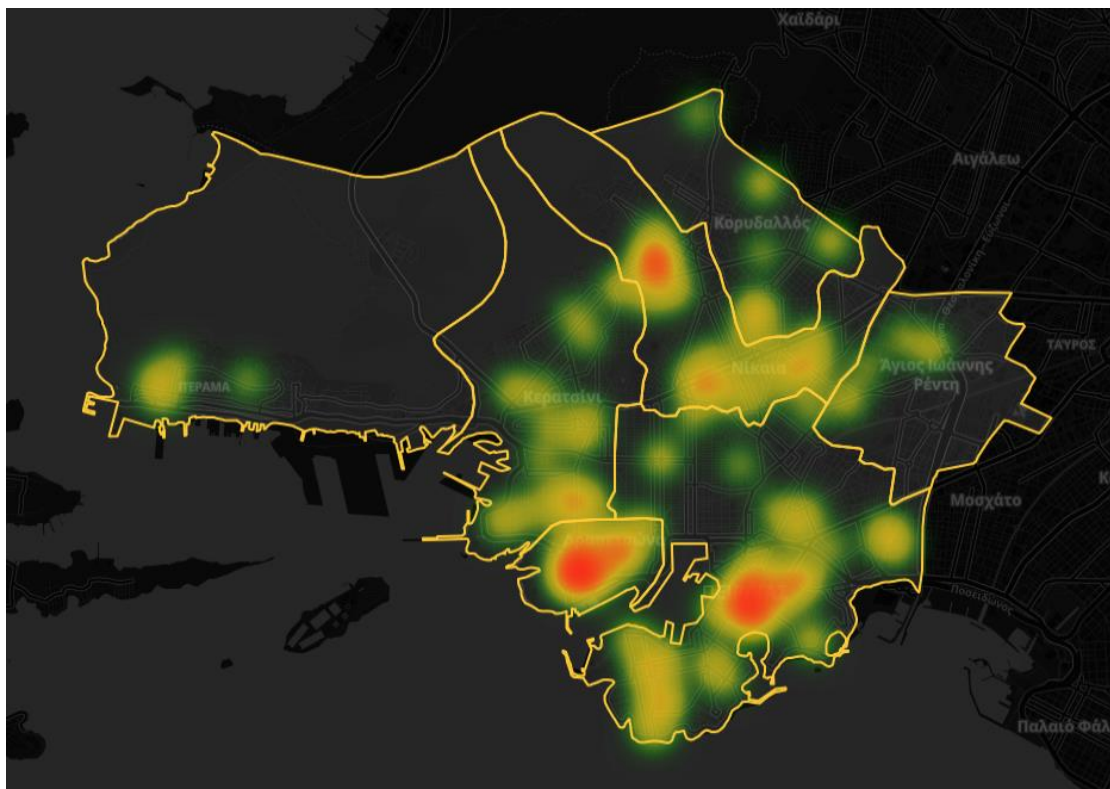 Χαϊδάρι
Αιγάλεω
Κορυδαλλός
ΤΑΥΡΟΣ
Νίκαια
Άγιος Ιωάννης
Ρέντη
ΠΕΡΑΜΑ
Κερατσίνι
Μοσχάτο
Κ
Ποσειδώνος
Παλαιό Φάλ